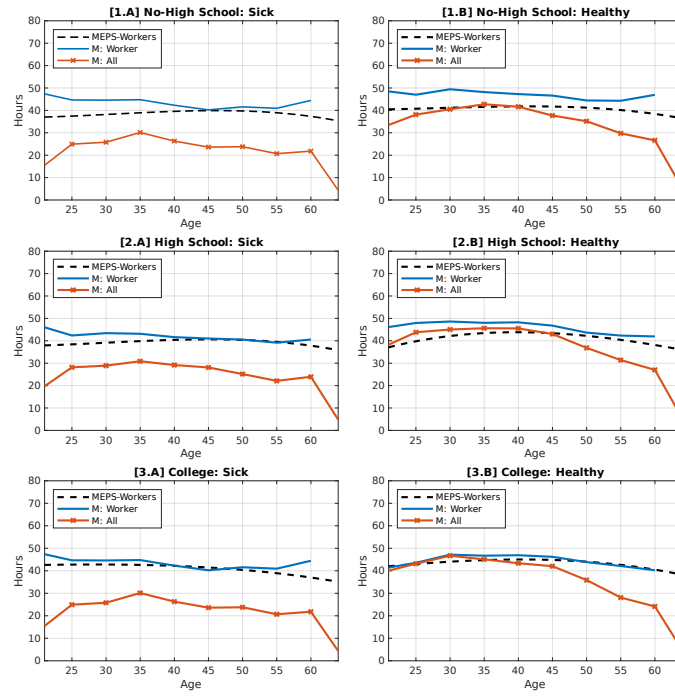 [1.A] No-High School: Sick
80
70
60
50
40
30
20
10
0
Hours
MEPS-Workers
M: Worker
M: All
25 30 35 40 45 50 55 60
Age
[1.B] No-High School: Healthy
80
70
60
50
40
30
20
10
0
Hours
MEPS-Workers
M: Worker
M: All
25 30 35 40 45 50 55 60
Age
[2.A] High School: Sick
80
70
60
50
40
30
20
10
0
Hours
MEPS-Workers
M: Worker
M: All
25 30 35 40 45 50 55 60
Age
[2.B] High School: Healthy
80
70
60
50
40
30
20
10
0
Hours
MEPS-Workers
M: Worker
M: All
25 30 35 40 45 50 55 60
Age
[3.A] College: Sick
80
70
60
50
40
30
20
10
0
Hours
MEPS-Workers
M: Worker
M: All
25 30 35 40 45 50 55 60
Age
[3.B] College: Healthy
80
70
60
50
40
30
20
10
0
Hours
MEPS-Workers
M: Worker
M: All
25 30 35 40 45 50 55 60
Age